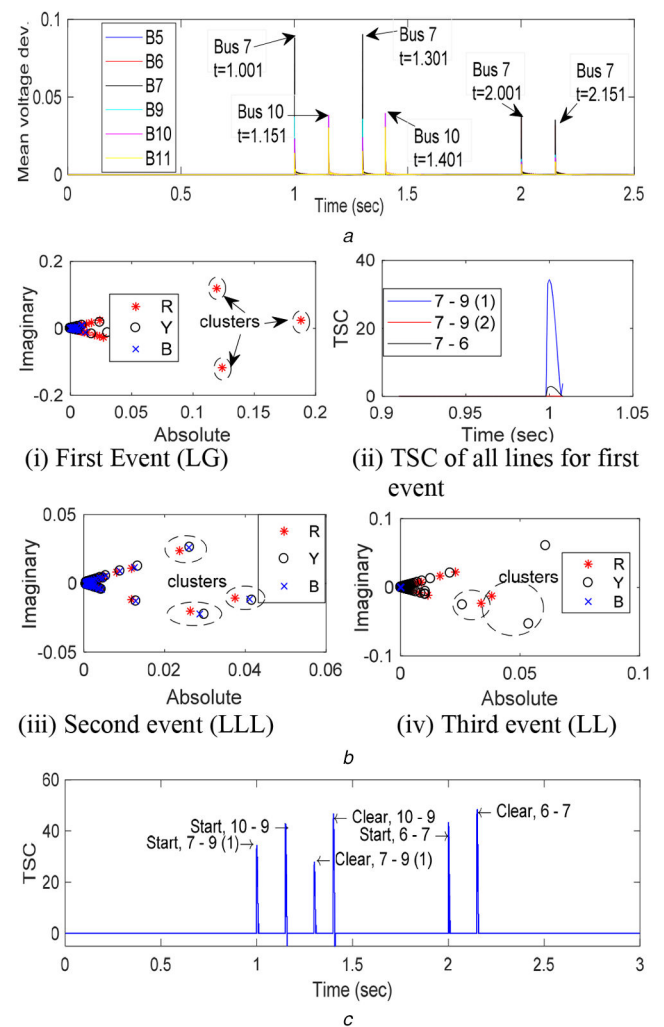 0.1
0.05
0
Mean voltage dev.
B5
B6
B7
B9
B10
B11
Bus 7
t=1.001
Bus 10
t=1.151
Bus 7
t=1.301
Bus 10
t=1.401
Bus 7
t=2.001
Bus 7
t=2.151
0 0.5 1 1.5 2 2.5
Time (sec)
a
0.2
0
-0.2
Imaginary
R
Y
B
clusters
0 0.05 0.1 0.15 0.2
Absolute
(i) First Event (LG)
40
20
0
TSC
7 - 9 (1)
7 - 9 (2)
7 - 6
0.9 0.95 1 1.05
Time (sec)
(ii) TSC of all lines for first
event
0.05
0
-0.05
Imaginary
R
Y
B
clusters
0 0.02 0.04 0.06
Absolute
(iii) Second event (LLL)
0.1
0
-0.1
Imaginary
clusters
R
Y
B
0 0.05 0.1
Absolute
(iv) Third event (LL)
b
60
40
20
0
TSC
Start, 7 - 9 (1)
Start, 10 - 9
Clear, 7 - 9 (1)
Clear, 10 - 9
Start, 6 - 7
Clear, 6 - 7
0 0.5 1 1.5 2 2.5 3
Time (sec)
c